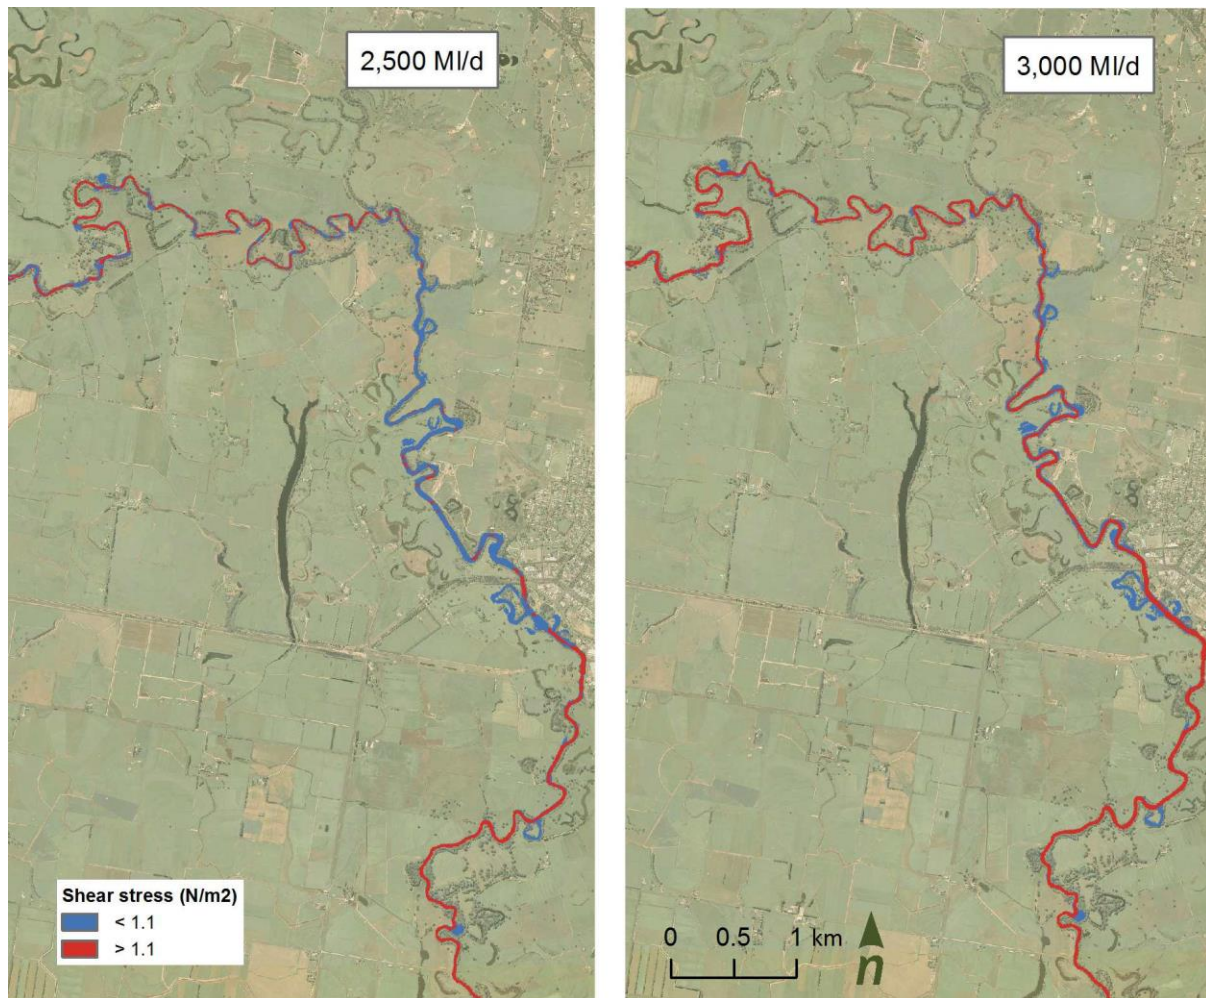 2,500 Ml/d
3,000 Ml/d
Shear stress (N/m2)
< 1.1
> 1.1
0 0.5 1 km
n